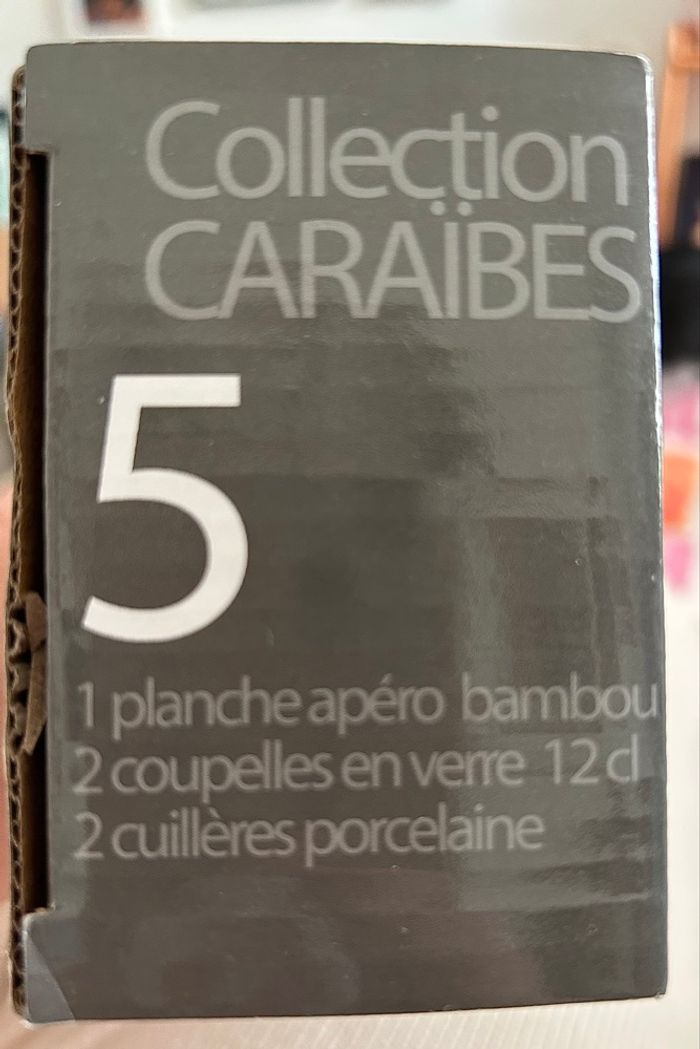 Collection
CARAÏBES
5
1 planche apéro bambou
2 coupelles en verre 12 cl
2 cuillères porcelaine